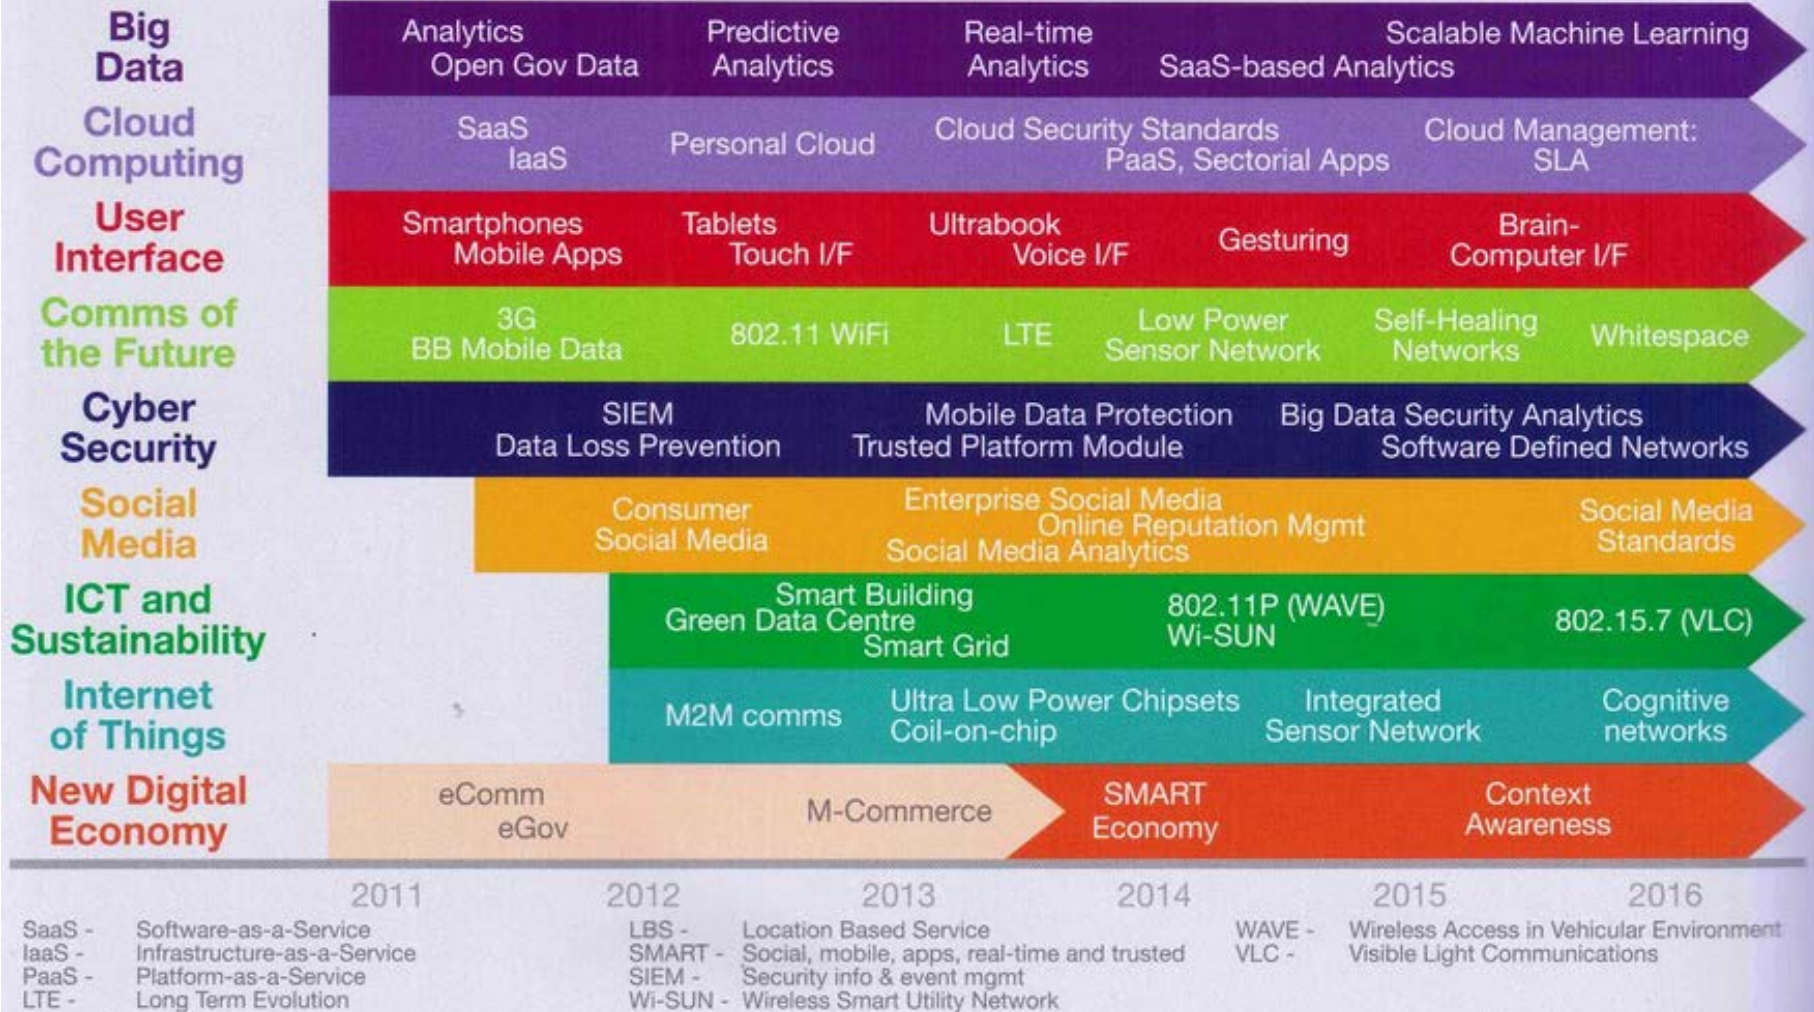 Big
Data
Analytics
Open Gov Data
Predictive
Analytics
Real-time
Analytics
SaaS-based Analytics
Scalable Machine Learning
Cloud
Computing
SaaS
IaaS
Personal Cloud
Cloud Security Standards
PaaS, Sectorial Apps
Cloud Management:
SLA
User
Interface
Smartphones
Mobile Apps
Tablets
Touch I/F
Ultrabook
Voice I/F
Gesturing
Brain-
Computer I/F
Comms of
the Future
3G
BB Mobile Data
802.11 WiFi
LTE
Low Power
Sensor Network
Self-Healing
Networks
Whitespace
Cyber
Security
SIEM
Data Loss Prevention
Mobile Data Protection
Trusted Platform Module
Big Data Security Analytics
Software Defined Networks
Social
Media
Consumer
Social Media
Enterprise Social Media
Online Reputation Mgmt
Social Media Analytics
Social Media
Standards
ICT and
Sustainability
Smart Building
Green Data Centre
Smart Grid
802.11P (WAVE)
Wi-SUN
802.15.7 (VLC)
Internet
of Things
M2M comms
Ultra Low Power Chipsets
Coil-on-chip
Integrated
Sensor Network
Cognitive
networks
New Digital
Economy
eComm
eGov
M-Commerce
SMART
Economy
Context
Awareness
2011 2012 2013 2014 2015 2016
SaaS - Software-as-a-Service
IaaS - Infrastructure-as-a-Service
PaaS - Platform-as-a-Service
LTE - Long Term Evolution
LBS - Location Based Service
SMART - Social, mobile, apps, real-time and trusted
SIEM - Security info & event mgmt
Wi-SUN - Wireless Smart Utility Network
WAVE - Wireless Access in Vehicular Environment
VLC - Visible Light Communications